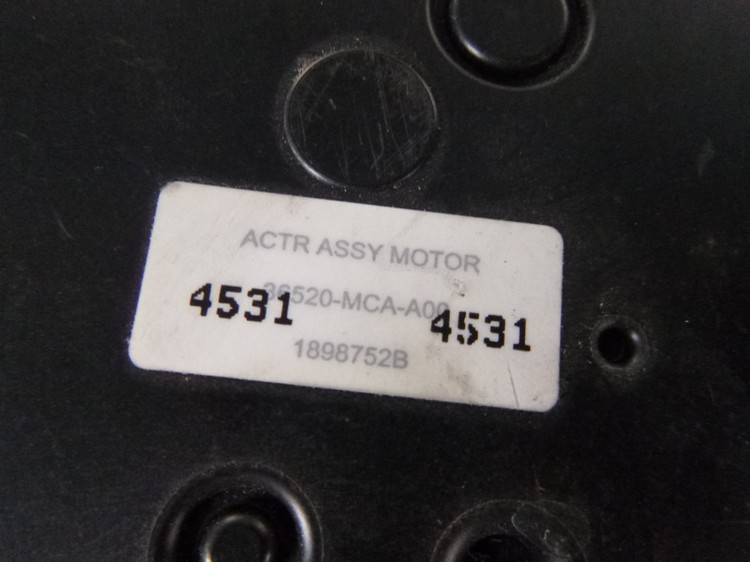 ACTR ASSY MOTOR
36520-MCA-A00
4531 4531
1898752B